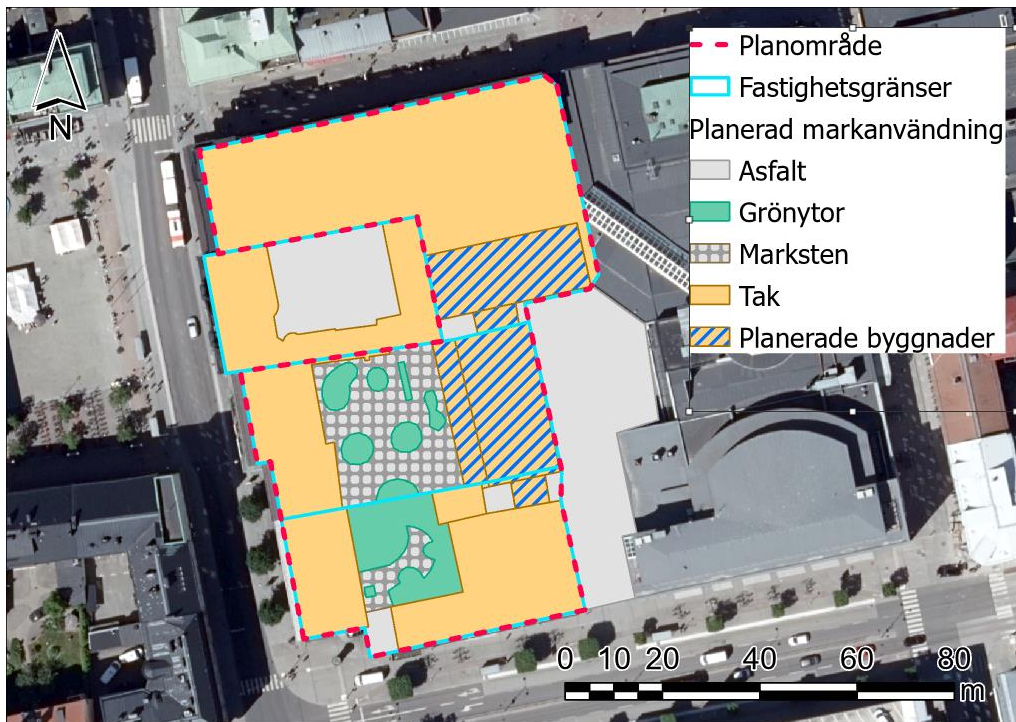 Planområde
Fastighetsgränser
Planerad markanvändning
Asfalt
Grönytor
Marksten
Tak
Planerade byggnader
N
0 10 20 40 60 80
m